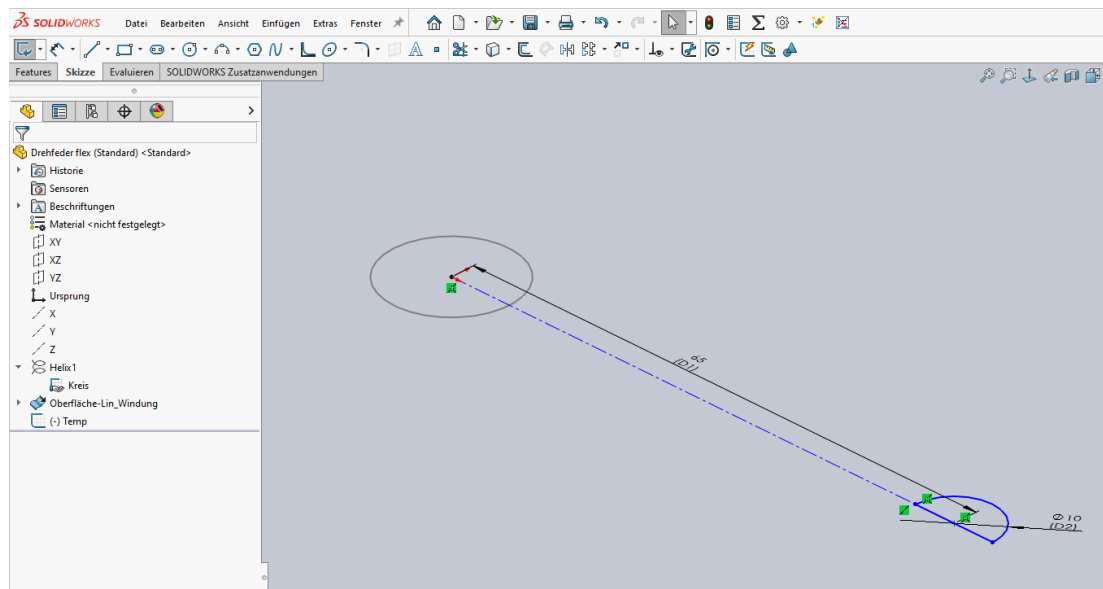 SOLIDWORKS Datei Bearbeiten Ansicht Einfügen Extras Fenster
Features Skizze Evaluieren SOLIDWORKS Zusatzanwendungen
Drehfeder flex (Standard) <Standard>
Historie
Sensoren
Beschriftungen
Material <nicht festgelegt>
XY
XZ
YZ
Ursprung
X
Y
Z
Helix1
Kreis
Oberfläche-Lin_Windung
(-) Temp
65
(D1)
Ø10
(D2)